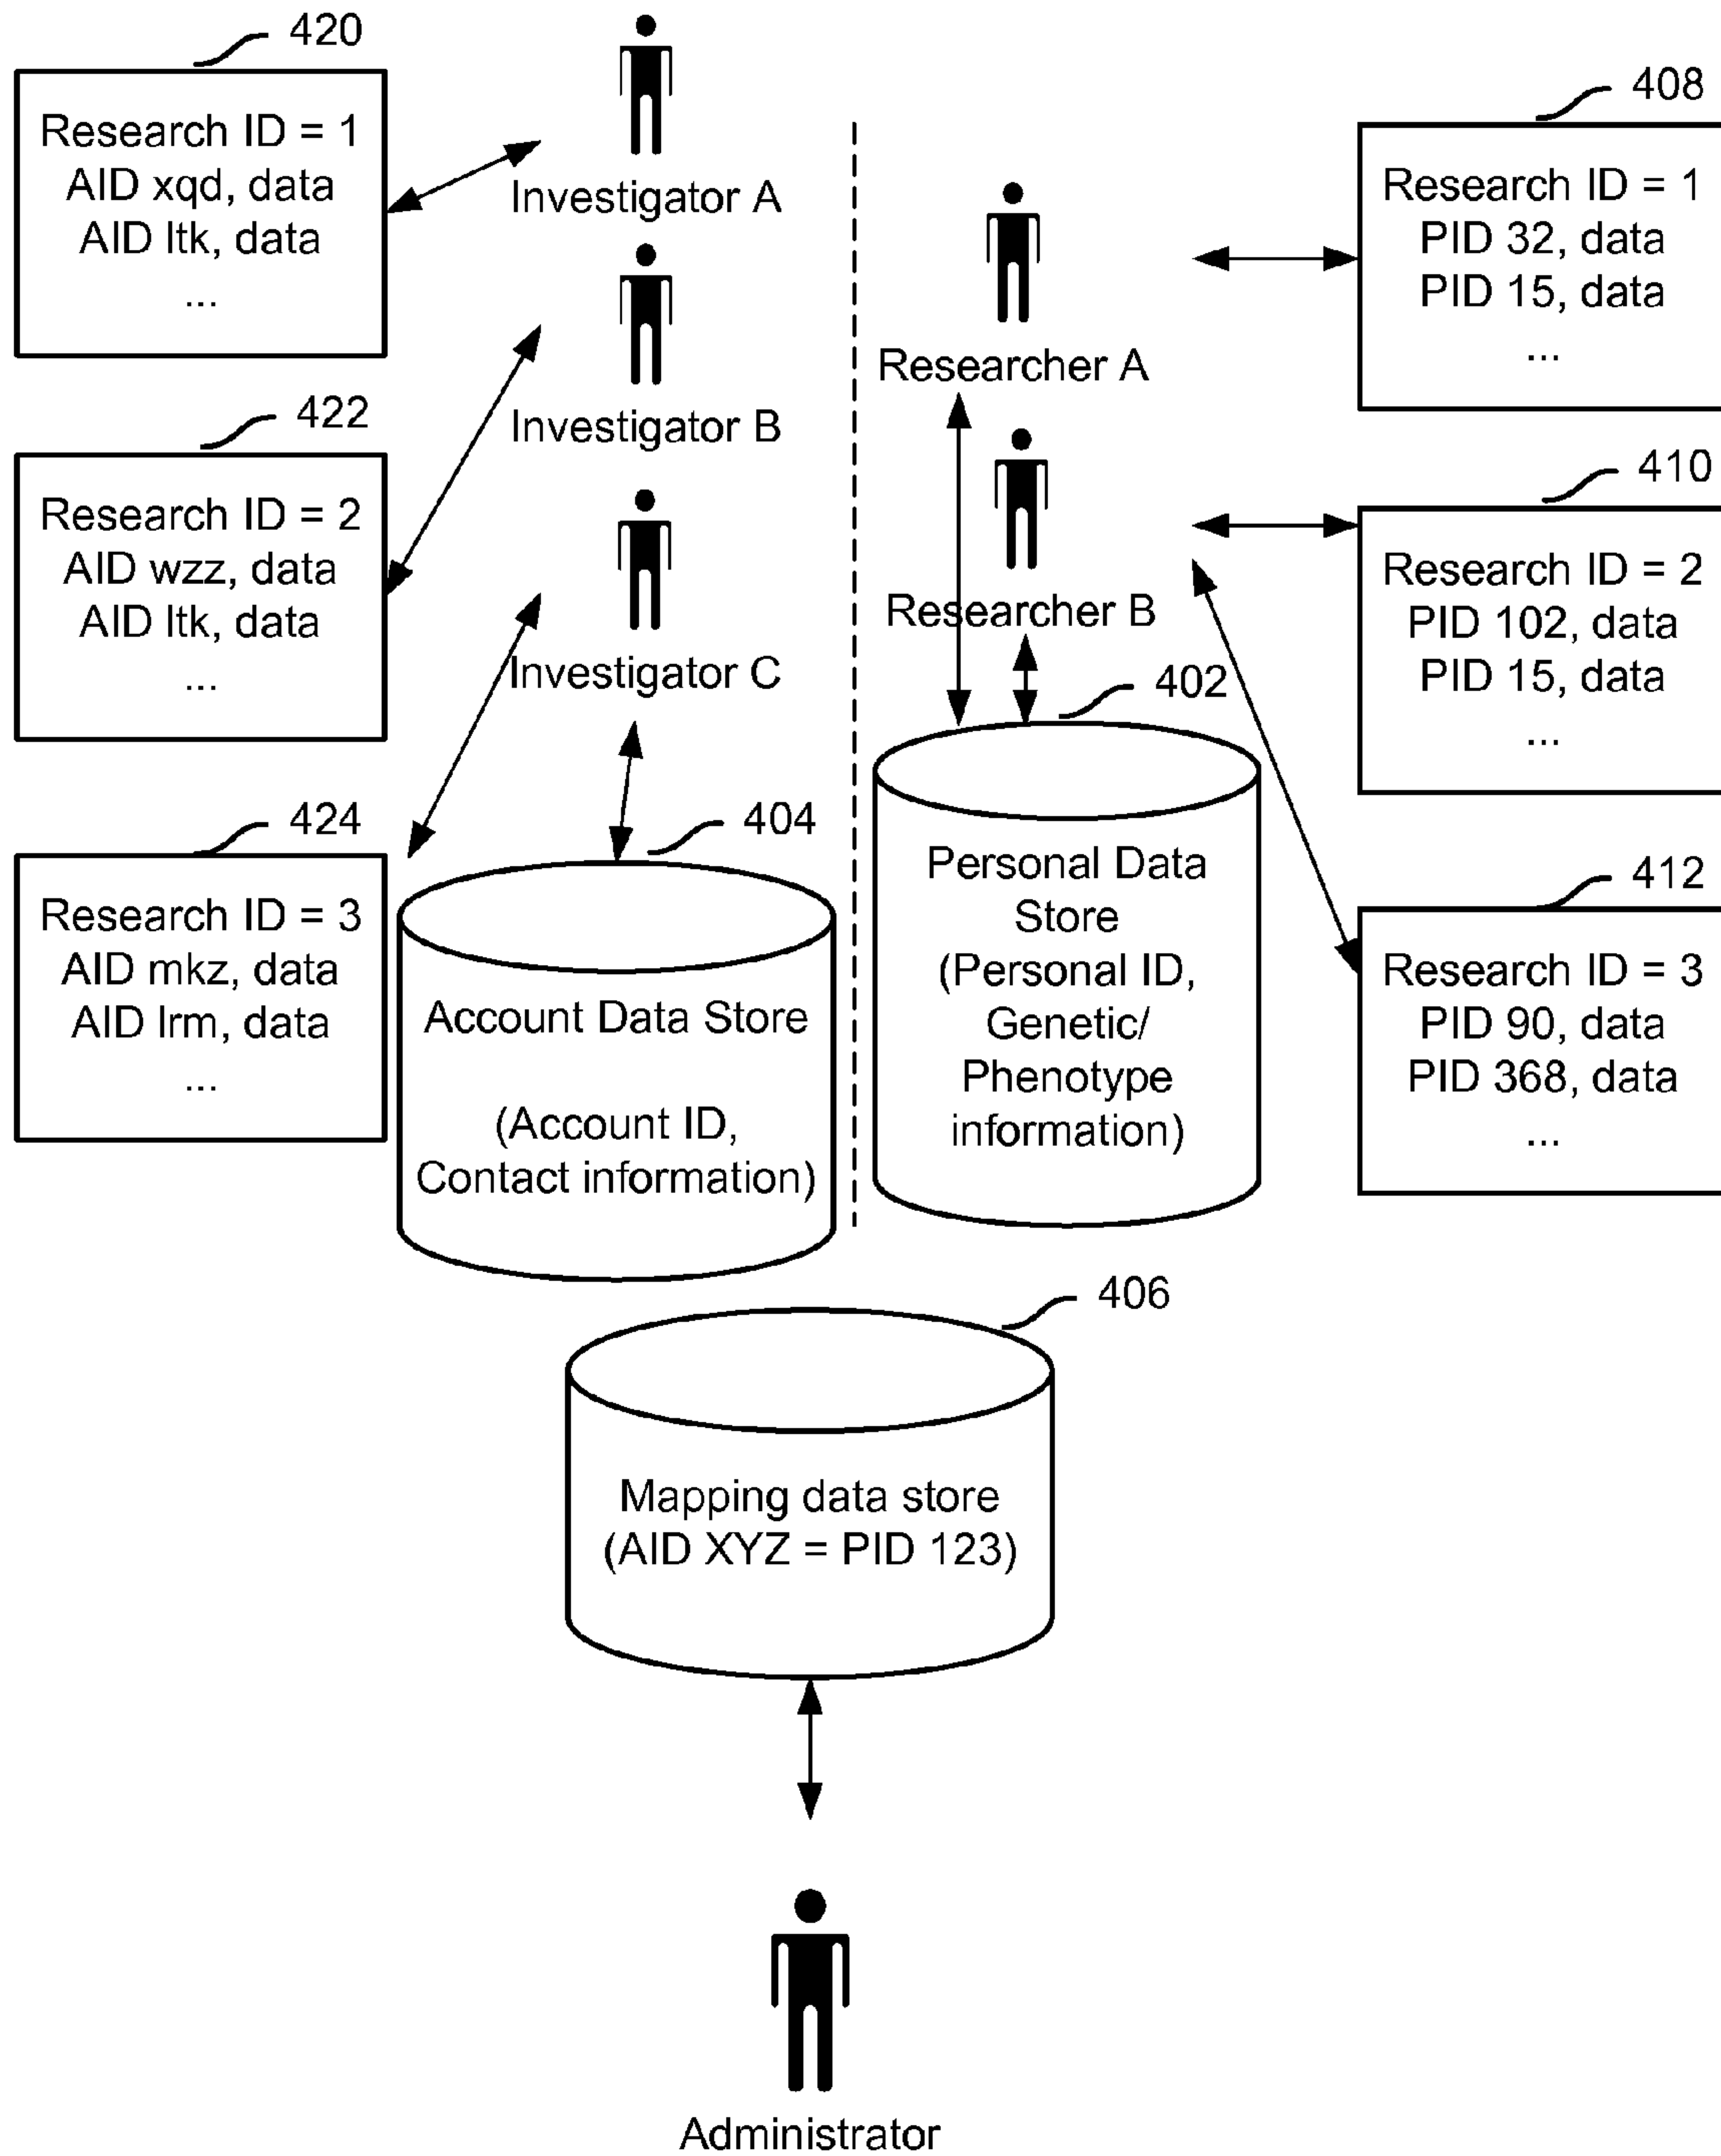 420
Research ID = 1
AID xqd, data
AID ltk, data
...
422
Research ID = 2
AID wzz, data
AID ltk, data
...
424
Research ID = 3
AID mkz, data
AID lrm, data
...
Investigator A
Investigator B
Investigator C
404
Account Data Store
(Account ID,
Contact information)
Researcher A
Researcher B
402
Personal Data
Store
(Personal ID,
Genetic/
Phenotype
information)
408
Research ID = 1
PID 32, data
PID 15, data
...
410
Research ID = 2
PID 102, data
PID 15, data
...
412
Research ID = 3
PID 90, data
PID 368, data
...
406
Mapping data store
(AID XYZ = PID 123)
Administrator